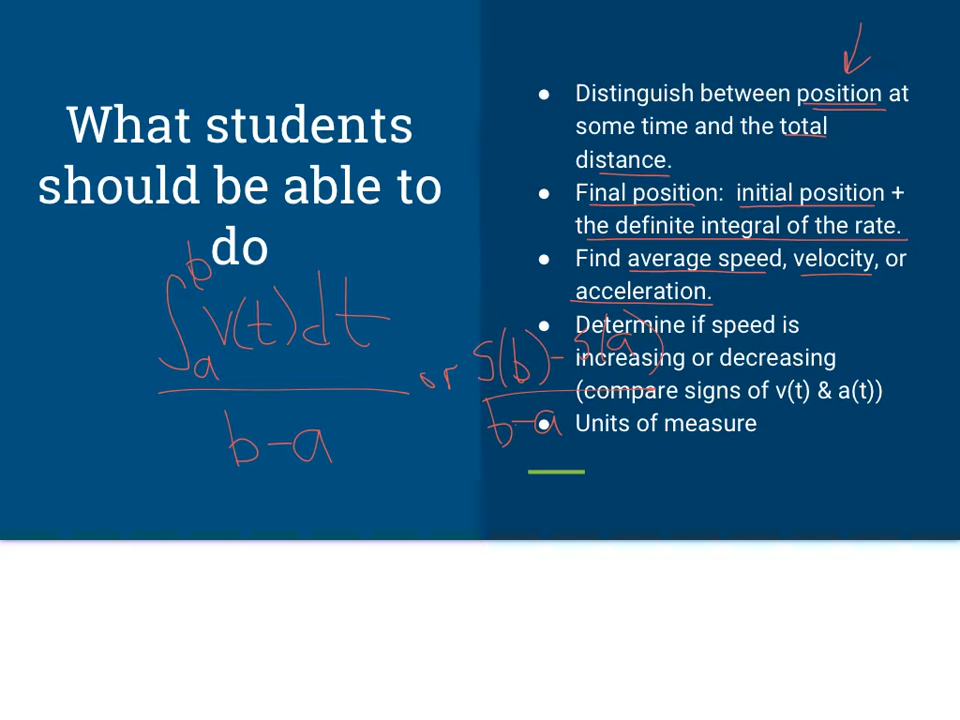 What students
should be able to
do
∫ₐᵇ v(t)dt
b-a
or
S(b)-S(a)
b-a
● Distinguish between position at
some time and the total
distance.
● Final position: initial position +
the definite integral of the rate.
● Find average speed, velocity, or
acceleration.
● Determine if speed is
increasing or decreasing
(compare signs of v(t) & a(t))
● Units of measure